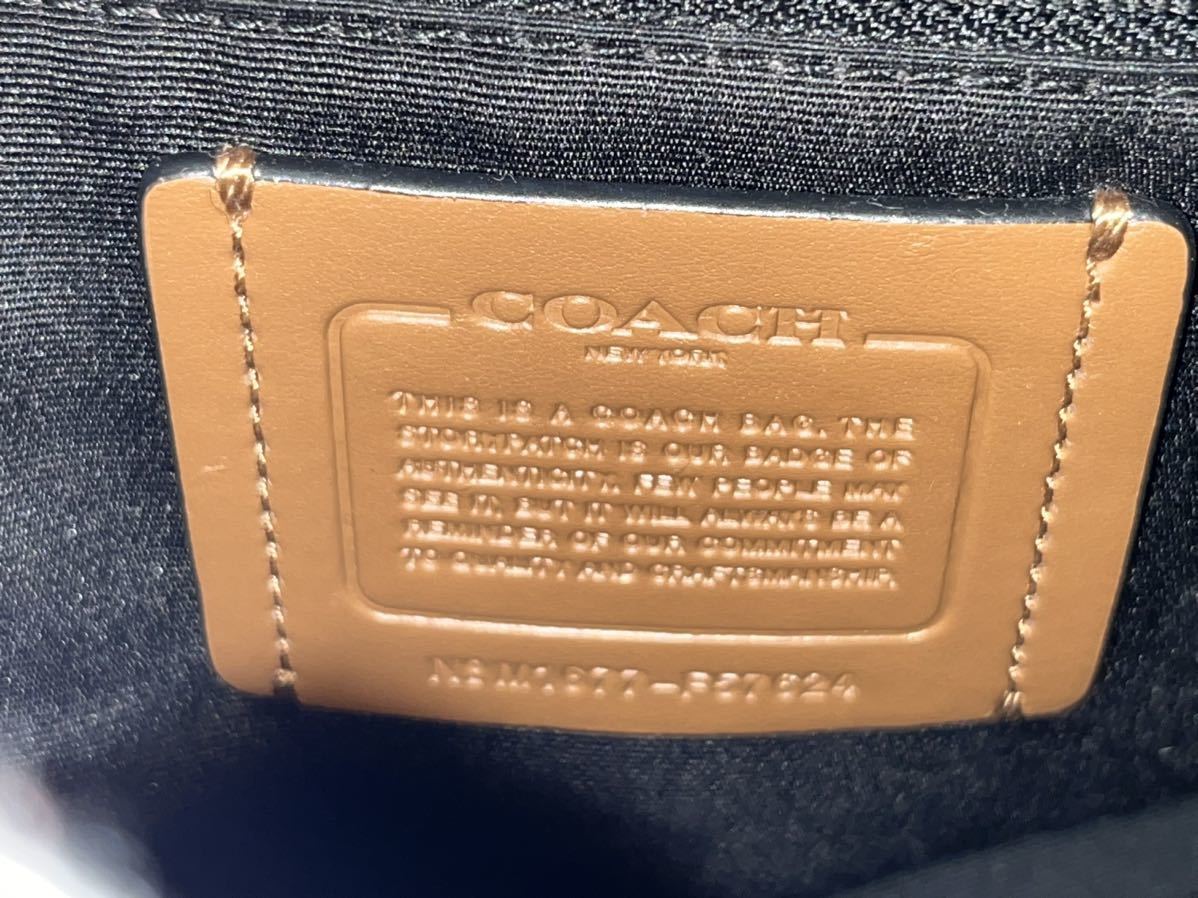 COACH
NEW YORK
THIS IS A COACH BAG. THE
STORYPATCH IS OUR BADGE OF
AUTHENTICITY. FEW PEOPLE MAY
SEE IT, BUT IT WILL ALWAYS BE A
REMINDER OF OUR COMMITMENT
TO QUALITY AND CRAFTSMANSHIP.